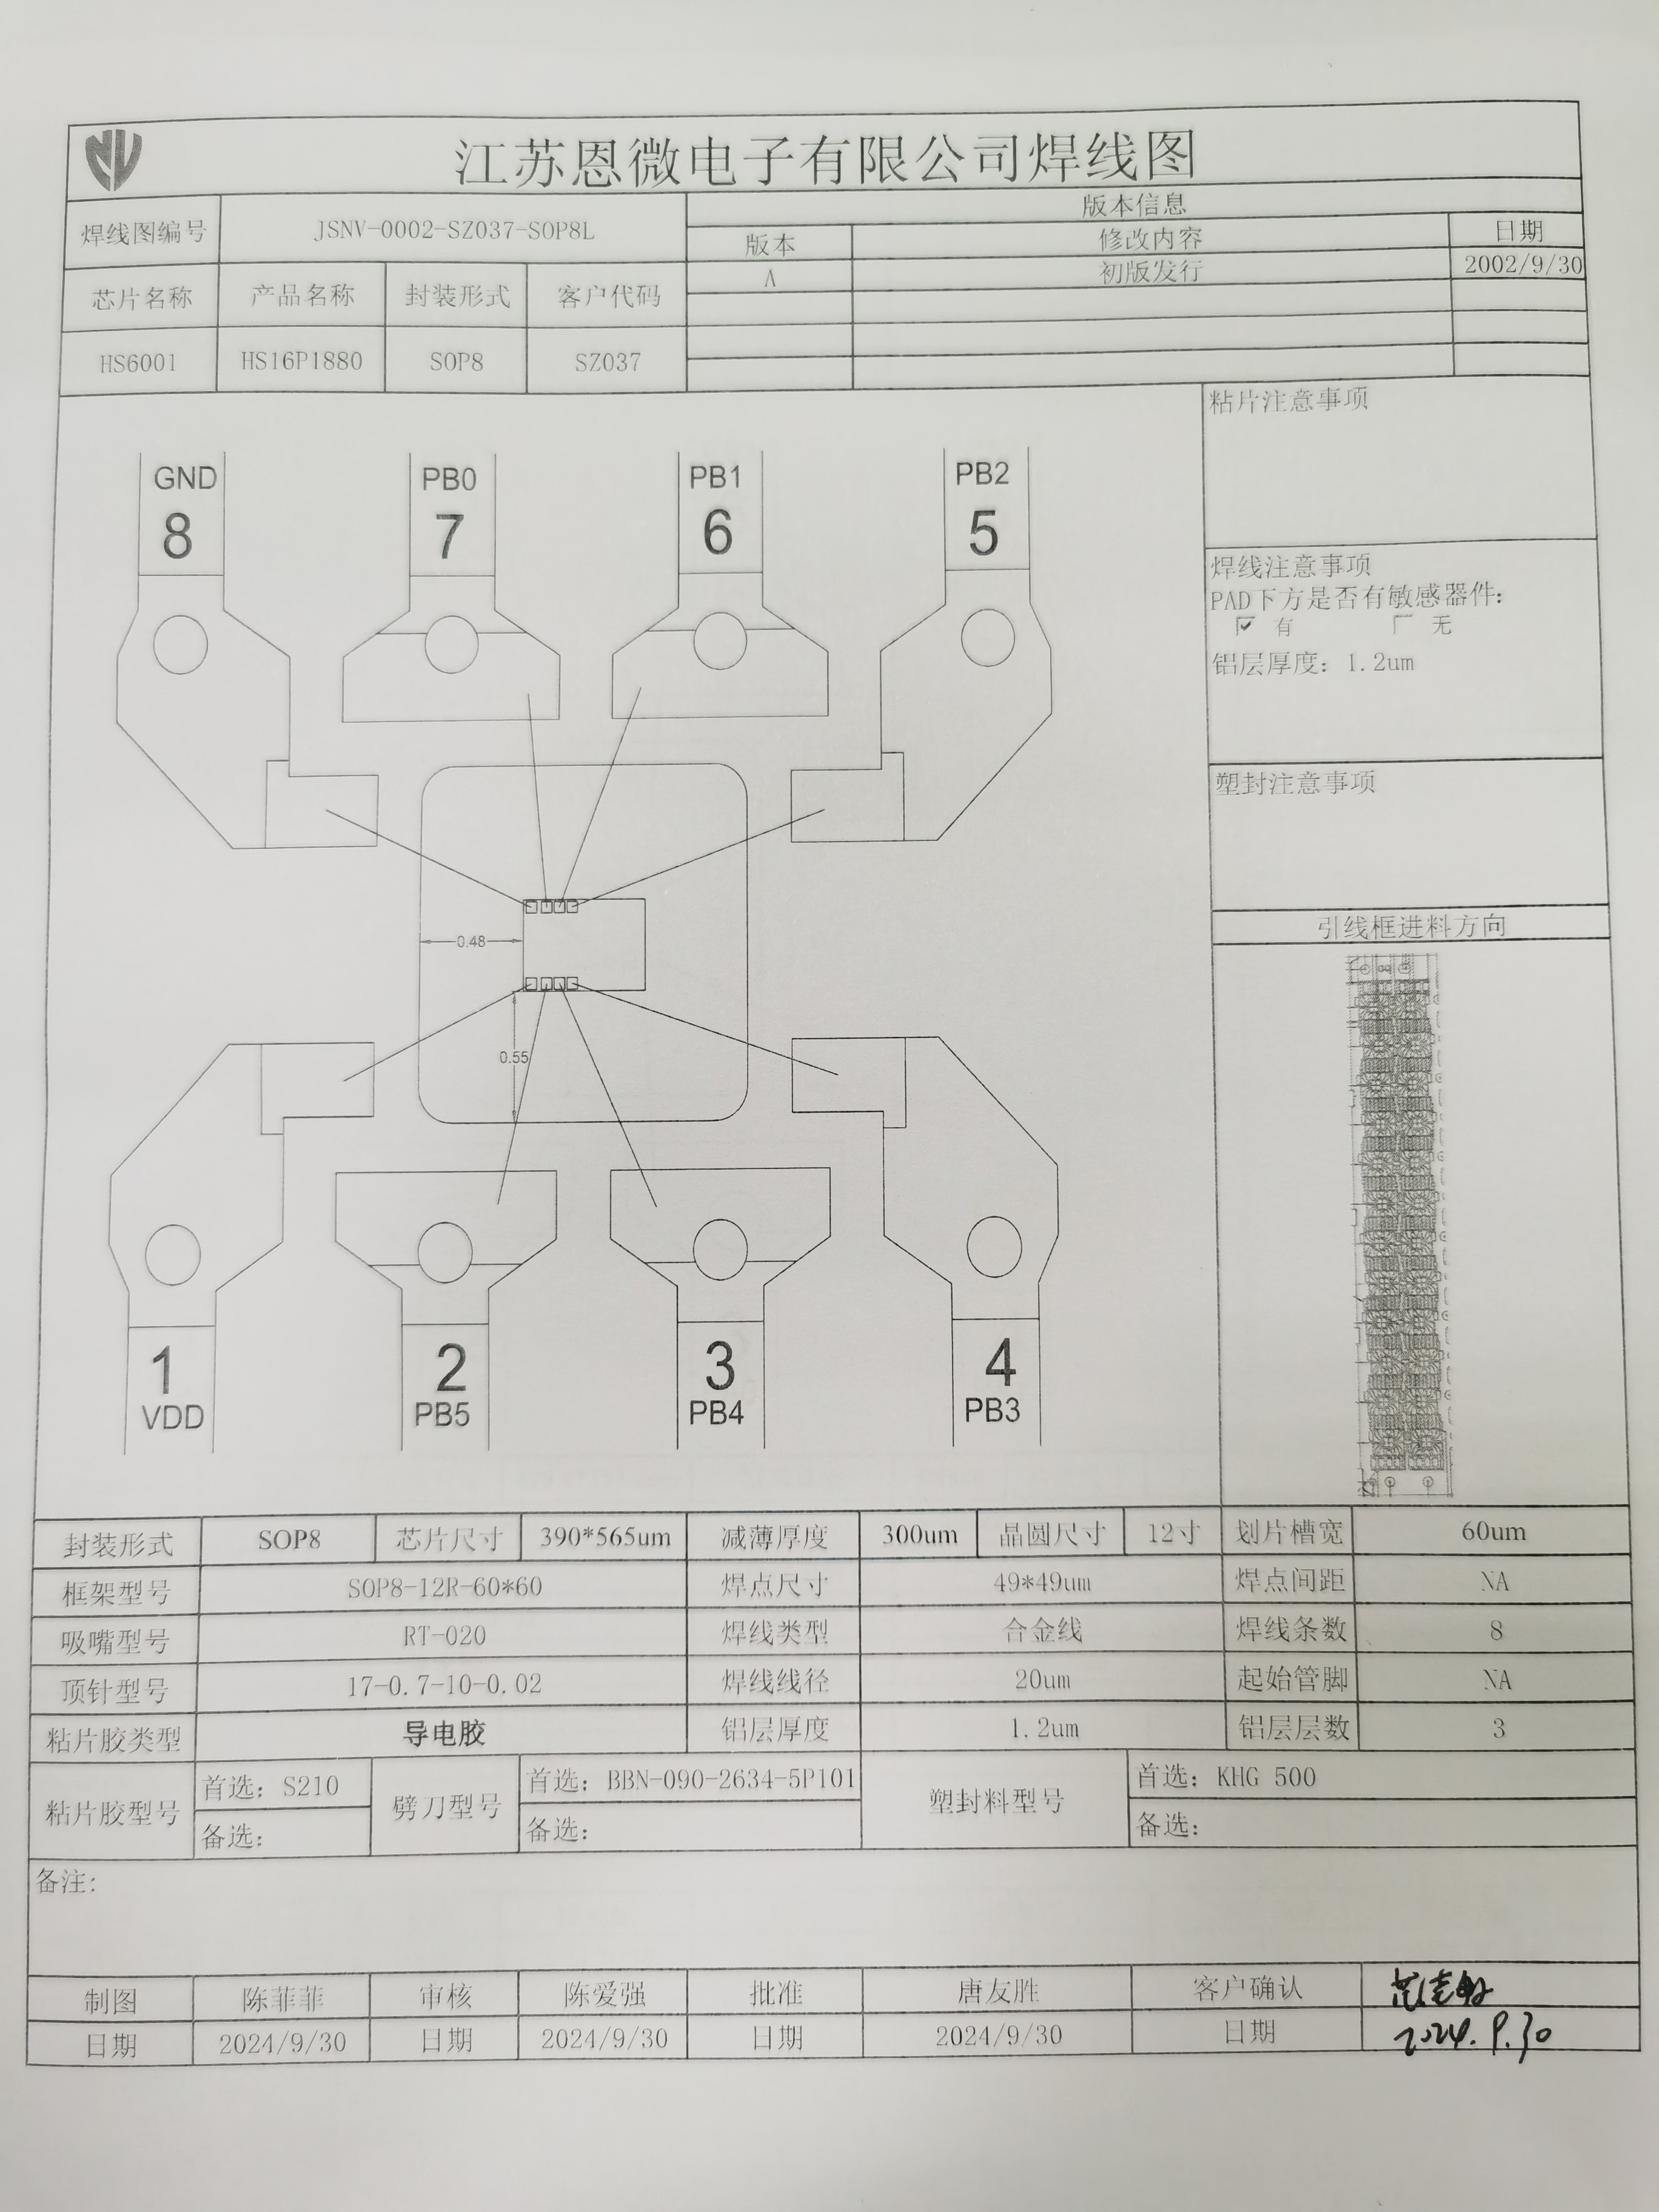 江苏恩微电子有限公司焊线图
焊线图编号 JSNV-0002-SZ037-SOP8L 版本信息
版本 修改内容 日期
A 初版发行 2002/9/30
芯片名称 产品名称 封装形式 客户代码
HS6001 HS16P1880 SOP8 SZ037
粘片注意事项
GND PB0 PB1 PB2
8 7 6 5
焊线注意事项
PAD下方是否有敏感器件:
有 无
铝层厚度: 1.2um
塑封注意事项
引线框进料方向
0.48
0.55
1 2 3 4
VDD PB5 PB4 PB3
封装形式 SOP8 芯片尺寸 390*565um 减薄厚度 300um 晶圆尺寸 12寸 划片槽宽 60um
框架型号 SOP8-12R-60*60 焊点尺寸 49*49um 焊点间距 NA
吸嘴型号 RT-020 焊线类型 合金线 焊线条数 8
顶针型号 17-0.7-10-0.02 焊线线径 20um 起始管脚 NA
粘片胶类型 导电胶 铝层厚度 1.2um 铝层层数 3
粘片胶型号 首选: S210 劈刀型号 首选: BBN-090-2634-5P101 塑封料型号 首选: KHG 500
备选: 备选: 备选:
备注:
制图 陈菲菲 审核 陈爱强 批准 唐友胜 客户确认
日期 2024/9/30 日期 2024/9/30 日期 2024/9/30 日期 2024.9.30